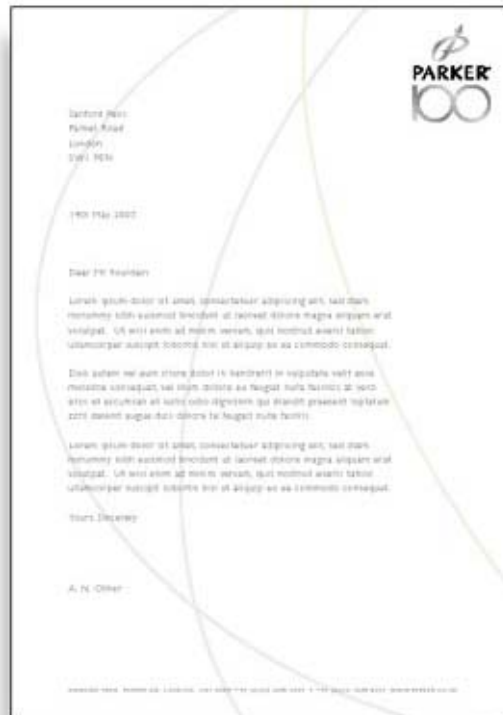 PARKER
100
Sanford
Parker Road
London
19th May 2007
Dear Mr Fountain
Lorem ipsum dolor sit amet, consectetuer adipiscing elit, sed diam
nonummy nibh euismod tincidunt ut laoreet dolore magna aliquam erat
volutpat. Ut wisi enim ad minim veniam, quis nostrud exerci tation
ullamcorper suscipit lobortis nisl ut aliquip ex ea commodo consequat.
Duis autem vel eum iriure dolor in hendrerit in vulputate velit esse
molestie consequat, vel illum dolore eu feugiat nulla facilisis at vero
eros et accumsan et iusto odio dignissim qui blandit praesent luptatum
zzril delenit augue duis dolore te feugait nulla facilisi.
Lorem ipsum dolor sit amet, consectetuer adipiscing elit, sed diam
nonummy nibh euismod tincidunt ut laoreet dolore magna aliquam erat
volutpat. Ut wisi enim ad minim veniam, quis nostrud exerci tation
ullamcorper suscipit lobortis nisl ut aliquip ex ea commodo consequat.
Yours Sincerely
A. N. Other